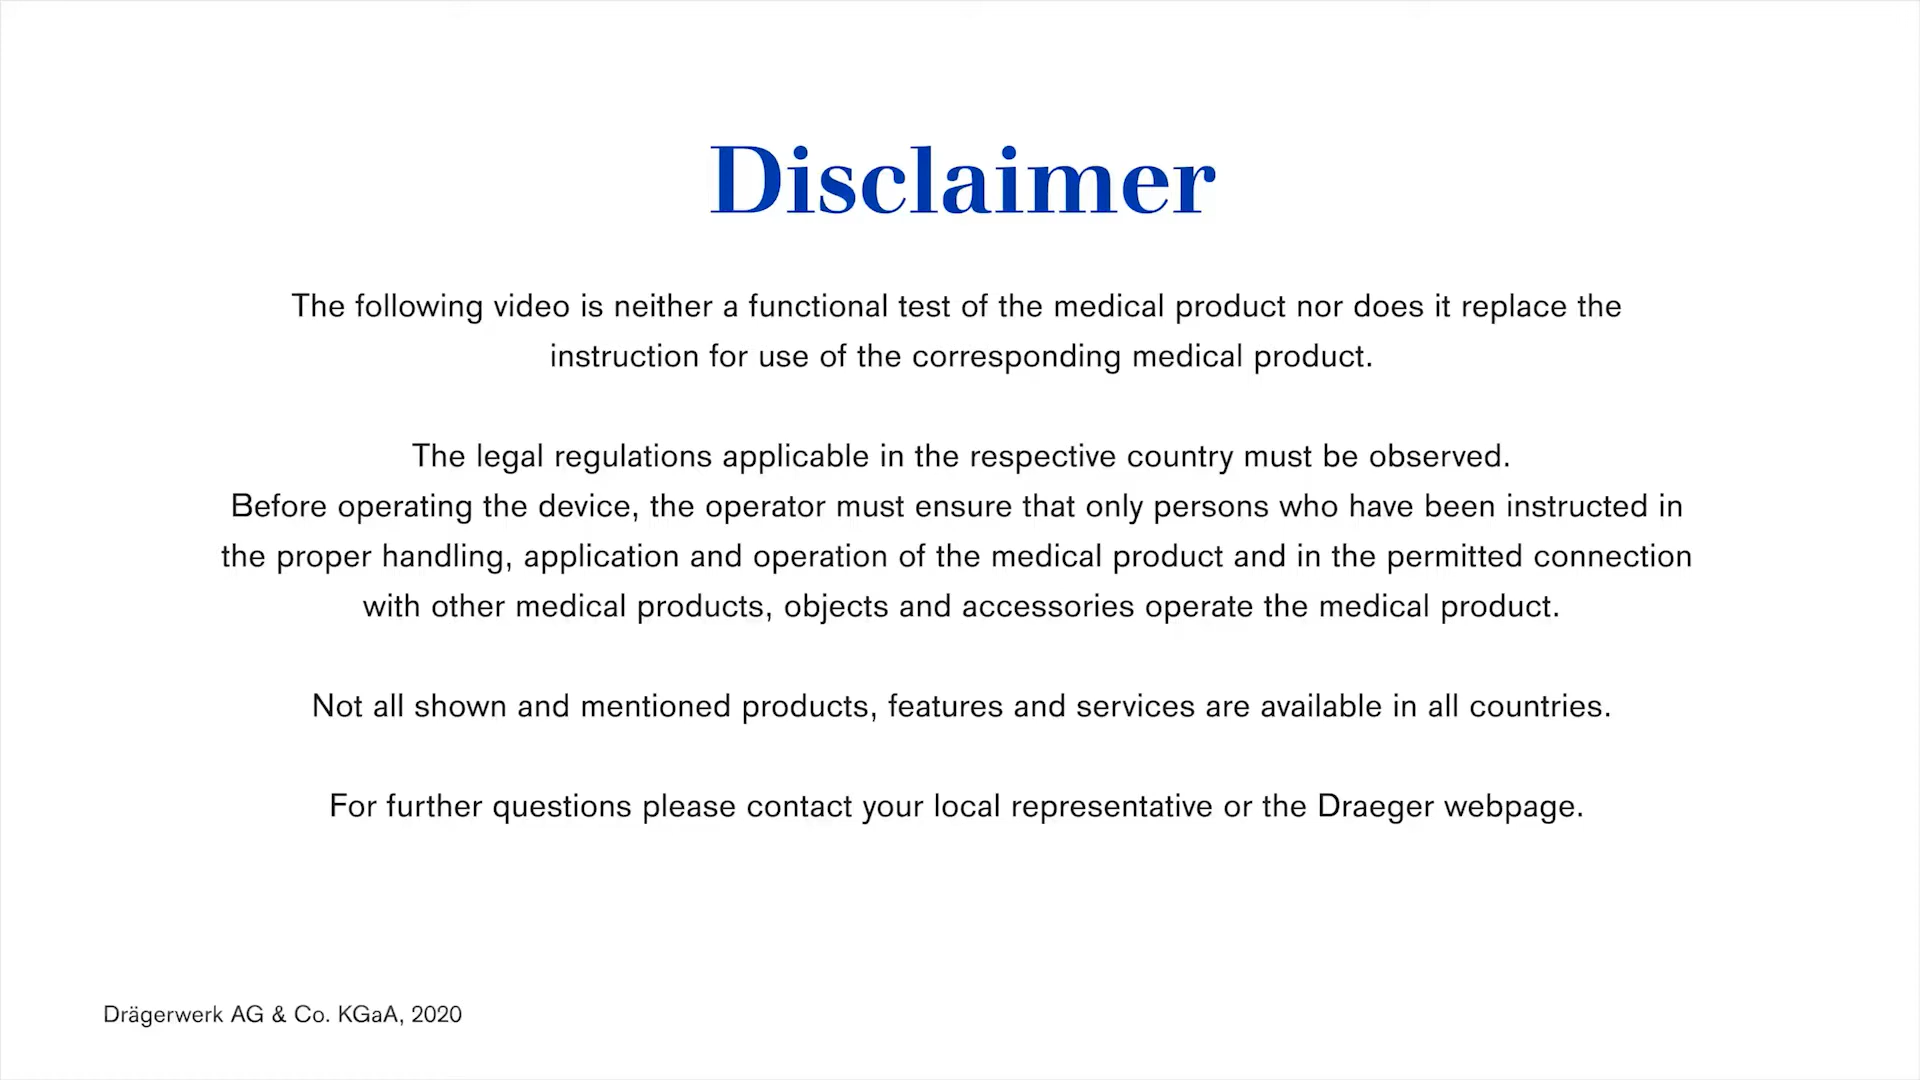 Disclaimer
The following video is neither a functional test of the medical product nor does it replace the
instruction for use of the corresponding medical product.
The legal regulations applicable in the respective country must be observed.
Before operating the device, the operator must ensure that only persons who have been instructed in
the proper handling, application and operation of the medical product and in the permitted connection
with other medical products, objects and accessories operate the medical product.
Not all shown and mentioned products, features and services are available in all countries.
For further questions please contact your local representative or the Draeger webpage.
Drägerwerk AG & Co. KGaA, 2020